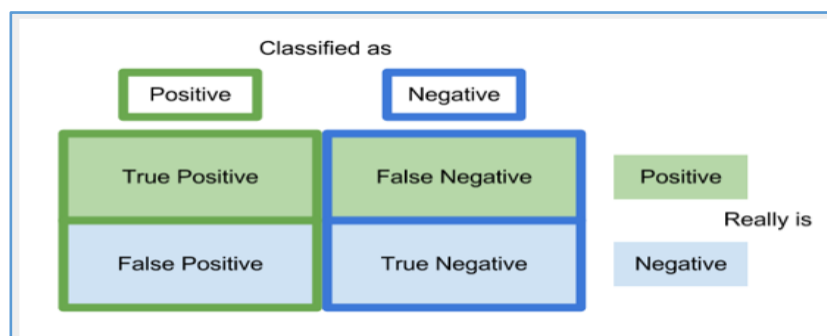 Classified as
Positive Negative
True Positive False Negative Positive
Really is
False Positive True Negative Negative